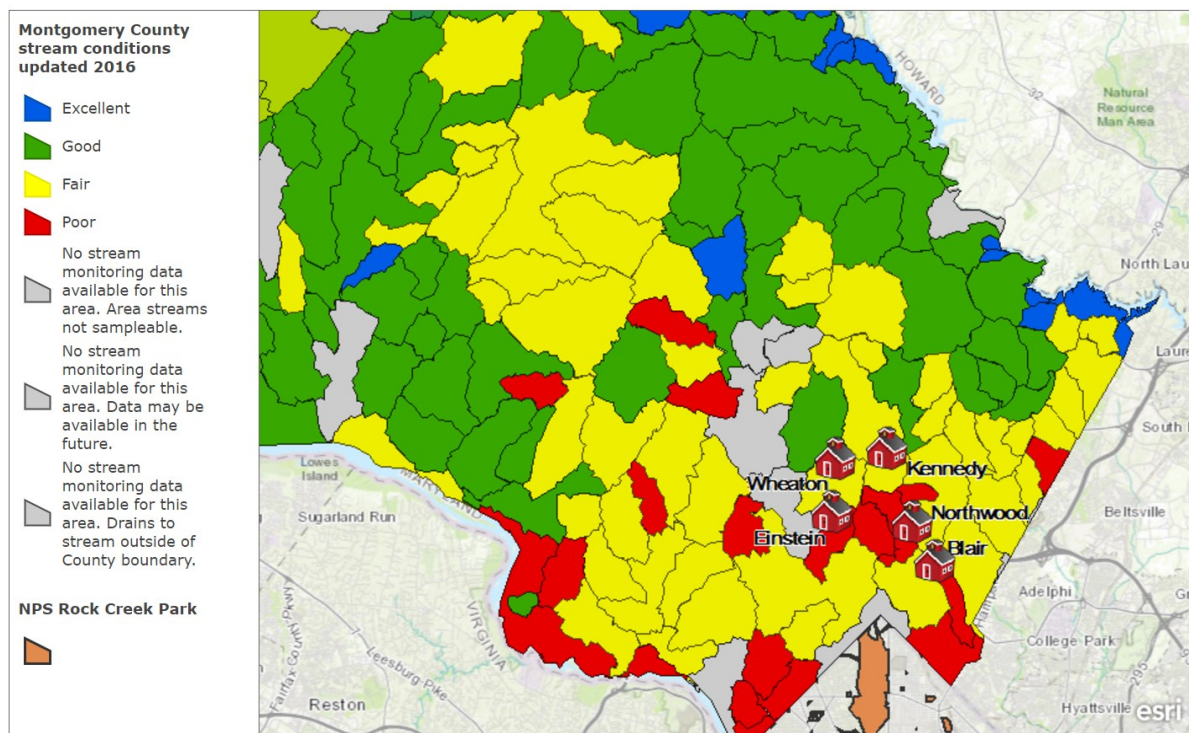 Montgomery County
stream conditions
updated 2016
Excellent
Good
Fair
Poor
No stream
monitoring data
available for this
area. Area streams
not sampleable.
No stream
monitoring data
available for this
area. Data may be
available in the
future.
No stream
monitoring data
available for this
area. Drains to
stream outside of
County boundary.
NPS Rock Creek Park
HOWARD
32
Natural
Resource
Man Area
29
North Lau
Laure
South
Beltsville
Adelphi
College Park
295
Hyattsville
esri
Kennedy
Wheaton
Northwood
Einstein
Blair
Lowes
Island
MARYLAND
Sugarland Run
VIRGINIA
Fairfax County Pkwy
Leesburg Pike
Reston